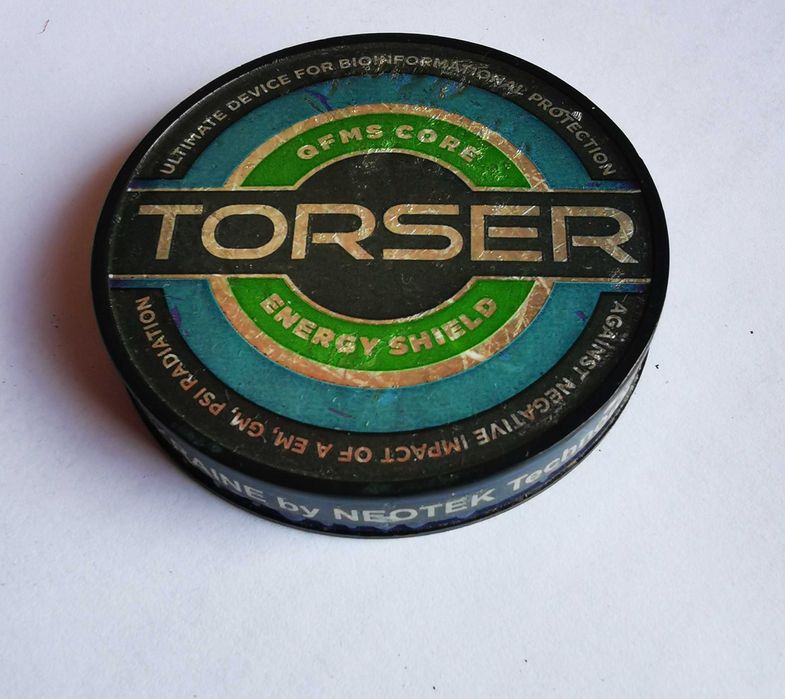 ULTIMATE DEVICE FOR BIOINFORMATIONAL PROTECTION
QFMS CORE
TORSER
ENERGY SHIELD
AGAINST NEGATIVE IMPACT OF A EM, GM, PSI RADIATION
by NEOTEK